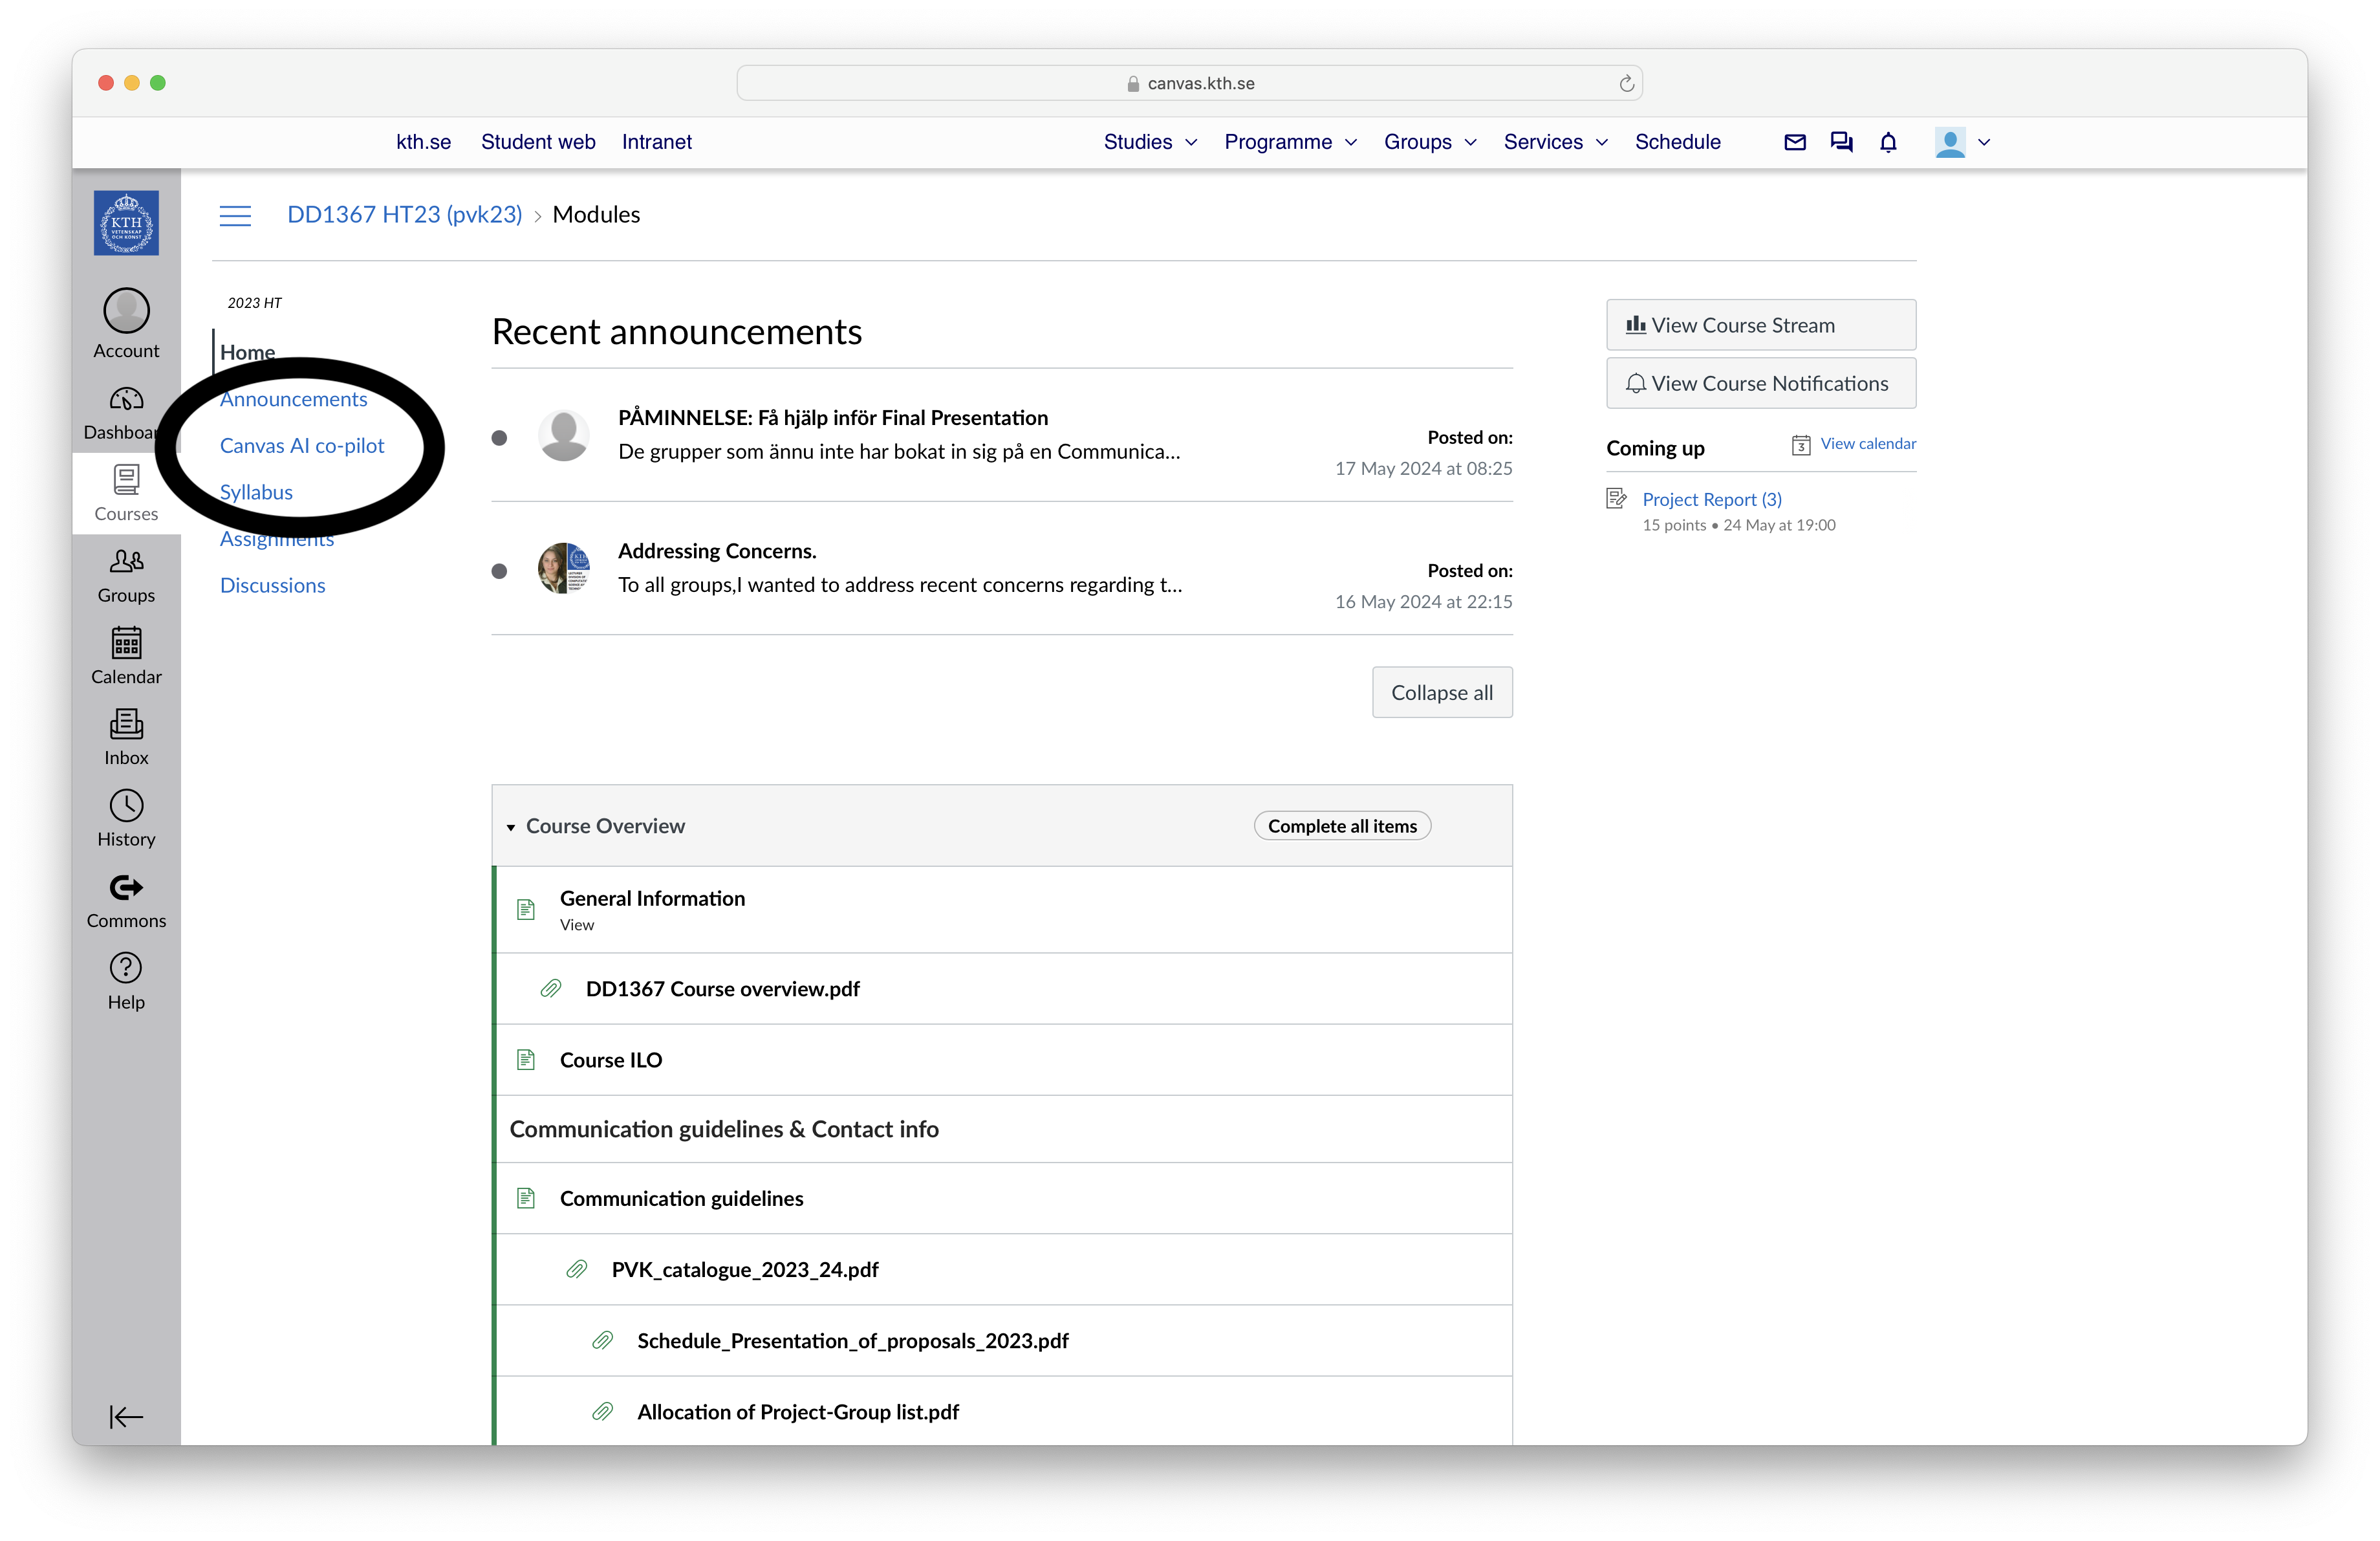 canvas.kth.se
kth.se Student web Intranet Studies Programme Groups Services Schedule
KTH
VETENSKAP
OCH KONST
DD1367 HT23 (pvk23) › Modules
Account
Dashboar
Courses
Groups
Calendar
Inbox
History
Commons
Help
2023 HT
Home
Announcements
Canvas AI co-pilot
Syllabus
Assignments
Discussions
Recent announcements
PÅMINNELSE: Få hjälp inför Final Presentation
De grupper som ännu inte har bokat in sig på en Communica...
Posted on:
17 May 2024 at 08:25
Addressing Concerns.
To all groups,I wanted to address recent concerns regarding t...
Posted on:
16 May 2024 at 22:15
Collapse all
Course Overview
Complete all items
General Information
View
DD1367 Course overview.pdf
Course ILO
Communication guidelines & Contact info
Communication guidelines
PVK_catalogue_2023_24.pdf
Schedule_Presentation_of_proposals_2023.pdf
Allocation of Project-Group list.pdf
View Course Stream
View Course Notifications
Coming up
3 View calendar
Project Report (3)
15 points • 24 May at 19:00